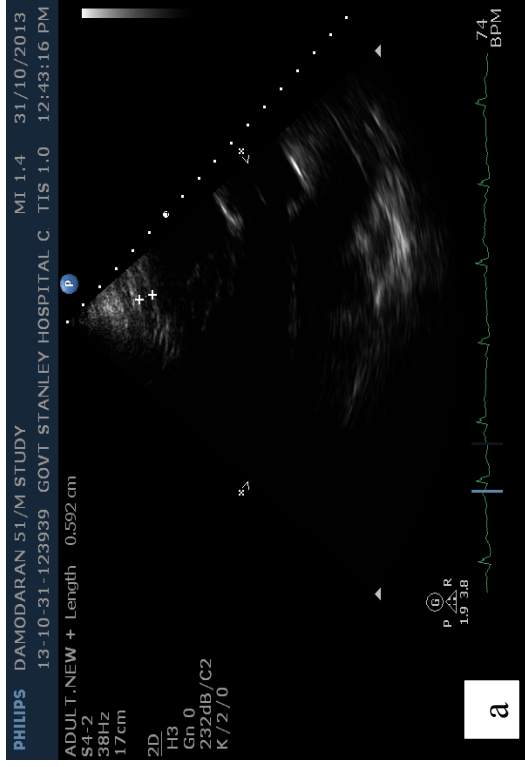 PHILIPS DAMODARAN 51/M STUDY MI 1.4 31/10/2013
13-10-31-123939 GOVT STANLEY HOSPITAL C TIS 1.0 12:43:16 PM
ADULT.NEW + Length 0.592 cm
S4-2
38Hz
17cm
2D
H3
Gn 0
232dB/C2
K/2/0
P
V
V
G
P R
1.9 3.8
74
BPM
a